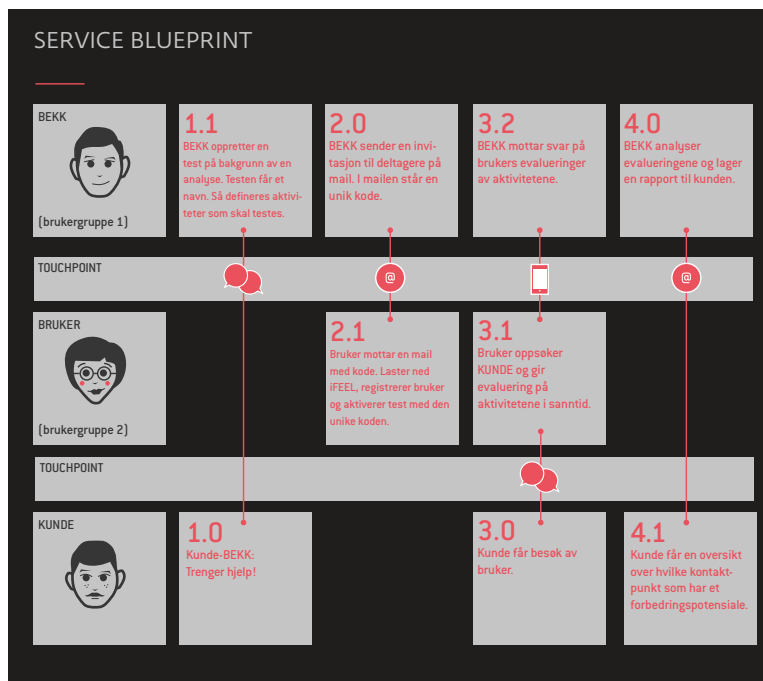 SERVICE BLUEPRINT
BEKK
(brukergruppe 1)
1.1
BEKK oppretter en
test på bakgrunn av en
analyse. Testen får et
navn. Så defineres aktivi-
teter som skal testes.
2.0
BEKK sender en invi-
tasjon til deltagere på
mail. I mailen står en
unik kode.
3.2
BEKK mottar svar på
brukers evalueringer
av aktivitetene.
4.0
BEKK analyser
evalueringene og lager
en rapport til kunden.
TOUCHPOINT
@
@
BRUKER
(brukergruppe 2)
2.1
Bruker mottar en mail
med kode. Laster ned
iFEEL, registrerer bruker
og aktiverer test med den
unike koden.
3.1
Bruker oppsøker
KUNDE og gir
evaluering på
aktivitetene i sanntid.
TOUCHPOINT
KUNDE
1.0
Kunde-BEKK:
Trenger hjelp!
3.0
Kunde får besøk av
bruker.
4.1
Kunde får en oversikt
over hvilke kontakt-
punkt som har et
forbedringspotensiale.